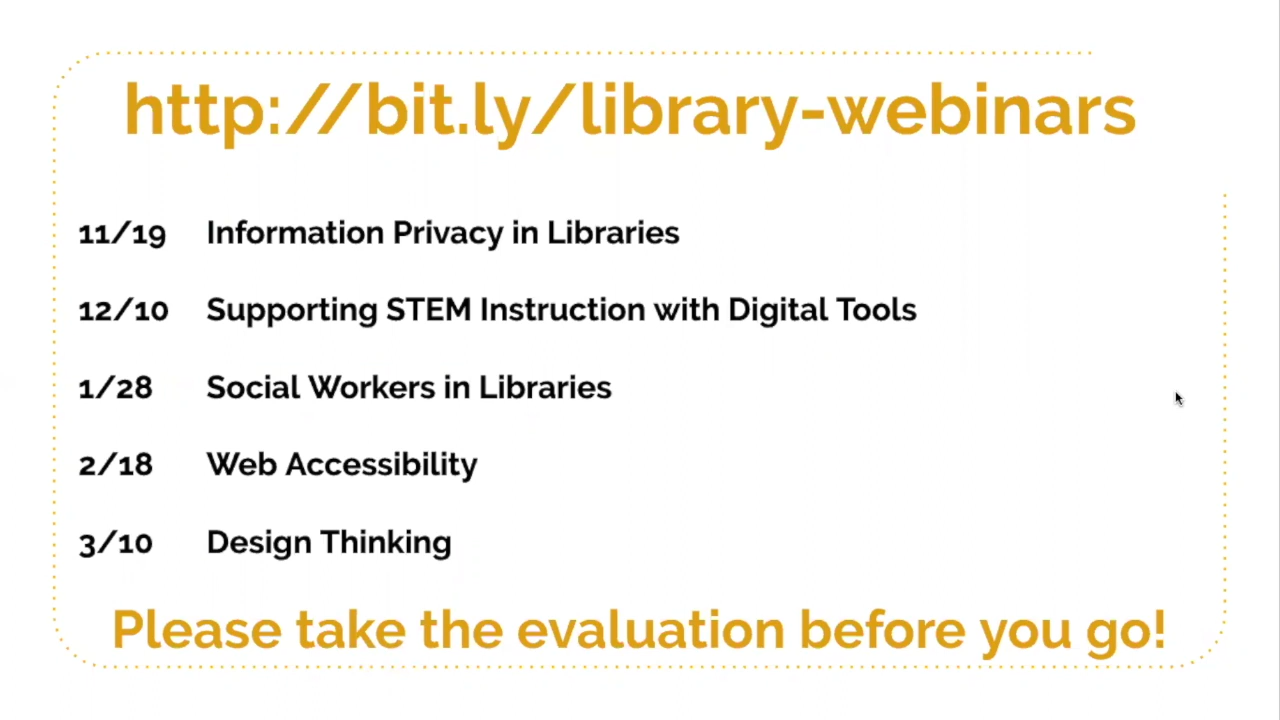 http://bit.ly/library-webinars
11/19 Information Privacy in Libraries
12/10 Supporting STEM Instruction with Digital Tools
1/28 Social Workers in Libraries
2/18 Web Accessibility
3/10 Design Thinking
Please take the evaluation before you go!